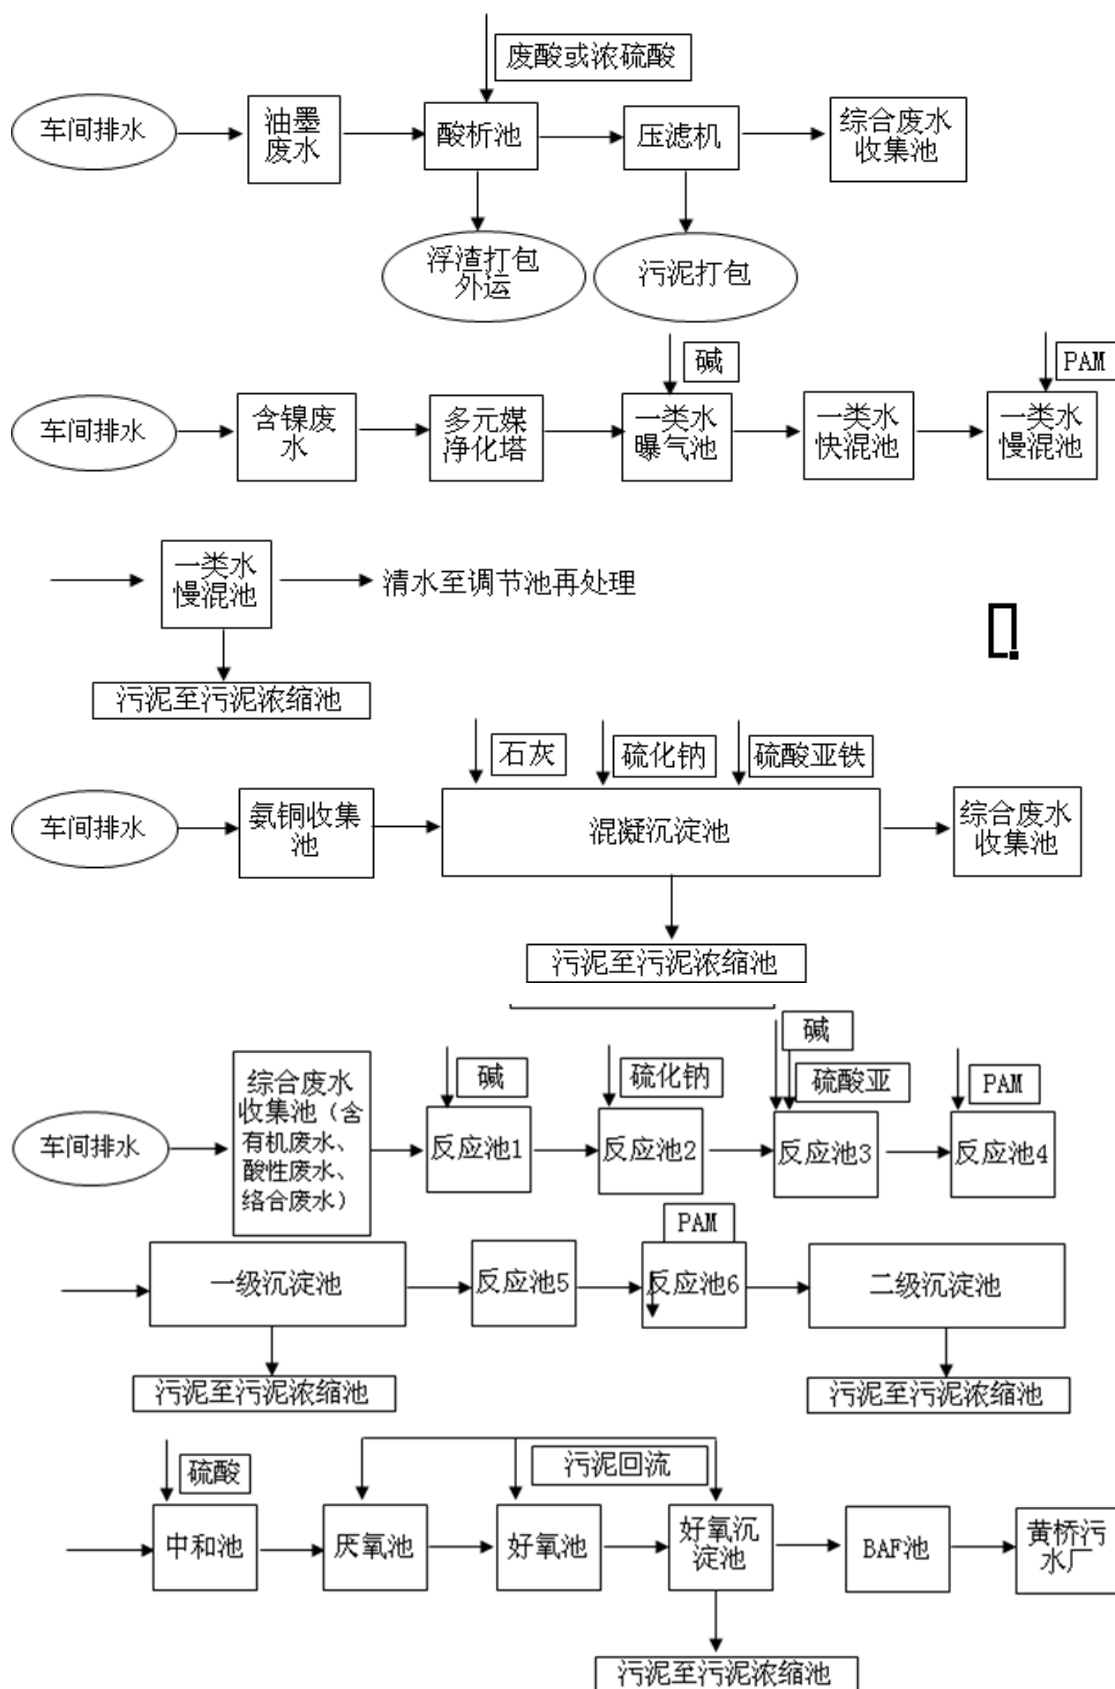 废酸或浓硫酸
车间排水
油墨
废水
酸析池
压滤机
综合废水
收集池
浮渣打包
外运
污泥打包
碱
PAM
车间排水
含镍废
水
多元媒
净化塔
一类水
曝气池
一类水
快混池
一类水
慢混池
一类水
慢混池
清水至调节池再处理
污泥至污泥浓缩池
石灰
硫化钠
硫酸亚铁
车间排水
氨铜收集
池
混凝沉淀池
综合废水
收集池
污泥至污泥浓缩池
碱
硫化钠
碱
硫酸亚
PAM
车间排水
综合废水
收集池（含
有机废水、
酸性废水、
络合废水）
反应池1
反应池2
反应池3
反应池4
PAM
一级沉淀池
反应池5
反应池6
二级沉淀池
污泥至污泥浓缩池
污泥至污泥浓缩池
硫酸
污泥回流
中和池
厌氧池
好氧池
好氧沉
淀池
BAF池
黄桥污
水厂
污泥至污泥浓缩池